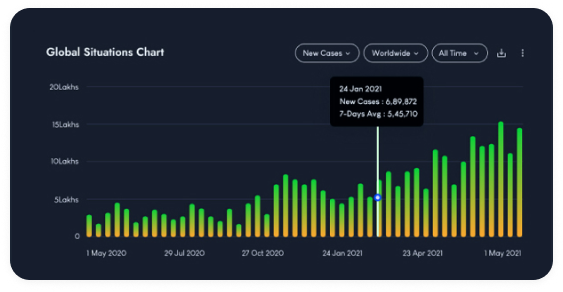 Global Situations Chart
New Cases Worldwide All Time
24 Jan 2021
New Cases : 6,89,872
7-Days Avg : 5,45,710
20Lakhs
15Lakhs
10Lakhs
5Lakhs
0
1 May 2020 29 Jul 2020 27 Oct 2020 24 Jan 2021 23 Apr 2021 1 May 2021